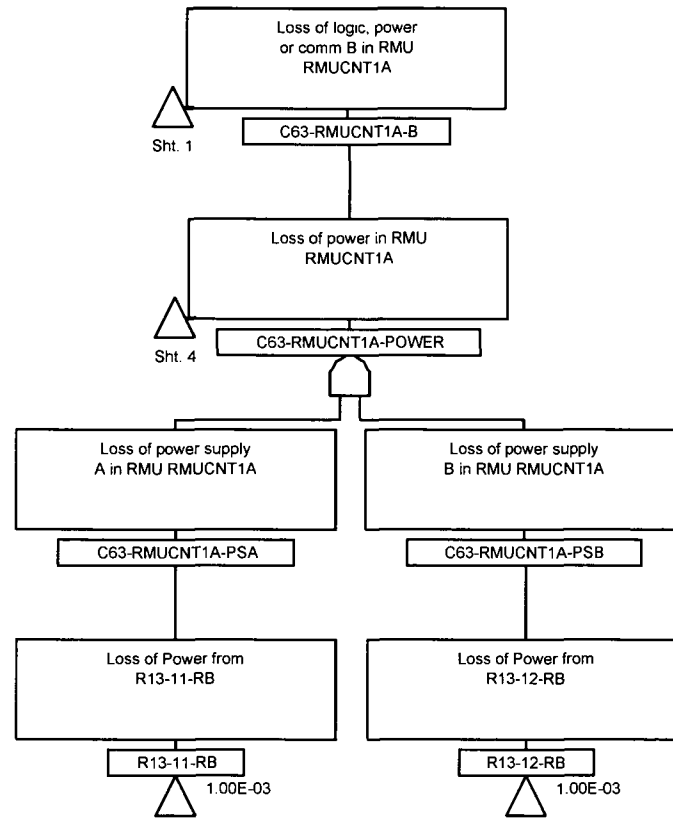 Loss of logic, power
or comm B in RMU
RMUCNT1A
Sht. 1
C63-RMUCNT1A-B
Loss of power in RMU
RMUCNT1A
Sht. 4
C63-RMUCNT1A-POWER
Loss of power supply
A in RMU RMUCNT1A
C63-RMUCNT1A-PSA
Loss of power supply
B in RMU RMUCNT1A
C63-RMUCNT1A-PSB
Loss of Power from
R13-11-RB
R13-11-RB
1.00E-03
Loss of Power from
R13-12-RB
R13-12-RB
1.00E-03